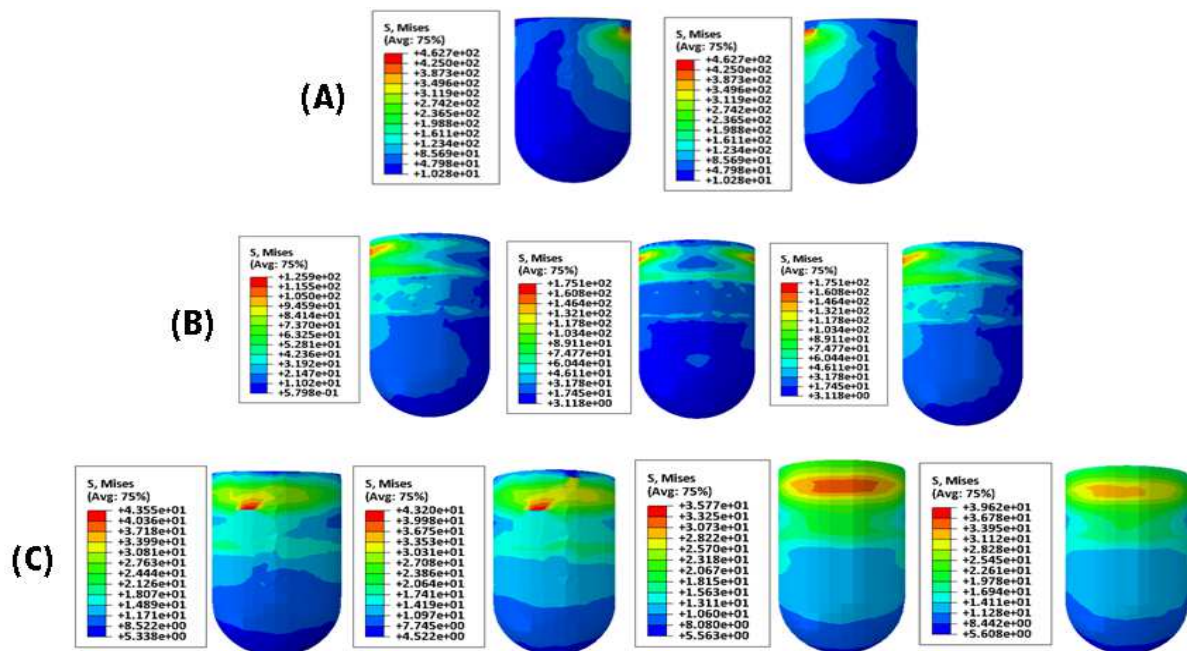 (A)
S, Mises
(Avg: 75%)
+4.627e+02
+4.250e+02
+3.873e+02
+3.496e+02
+3.119e+02
+2.742e+02
+2.365e+02
+1.988e+02
+1.611e+02
+1.234e+02
+8.569e+01
+4.798e+01
+1.028e+01
S, Mises
(Avg: 75%)
+4.627e+02
+4.250e+02
+3.873e+02
+3.496e+02
+3.119e+02
+2.742e+02
+2.365e+02
+1.988e+02
+1.611e+02
+1.234e+02
+8.569e+01
+4.798e+01
+1.028e+01
(B)
S, Mises
(Avg: 75%)
+1.259e+02
+1.155e+02
+1.050e+02
+9.459e+01
+8.414e+01
+7.370e+01
+6.325e+01
+5.281e+01
+4.236e+01
+3.192e+01
+2.147e+01
+1.102e+01
+5.798e-01
S, Mises
(Avg: 75%)
+1.751e+02
+1.608e+02
+1.464e+02
+1.321e+02
+1.178e+02
+1.034e+02
+8.911e+01
+7.477e+01
+6.044e+01
+4.611e+01
+3.178e+01
+1.745e+01
+3.118e+00
S, Mises
(Avg: 75%)
+1.751e+02
+1.608e+02
+1.464e+02
+1.321e+02
+1.178e+02
+1.034e+02
+8.911e+01
+7.477e+01
+6.044e+01
+4.611e+01
+3.178e+01
+1.745e+01
+3.118e+00
(C)
S, Mises
(Avg: 75%)
+4.355e+01
+4.036e+01
+3.718e+01
+3.399e+01
+3.081e+01
+2.763e+01
+2.444e+01
+2.126e+01
+1.807e+01
+1.489e+01
+1.171e+01
+8.522e+00
+5.338e+00
S, Mises
(Avg: 75%)
+4.320e+01
+3.998e+01
+3.675e+01
+3.353e+01
+3.031e+01
+2.708e+01
+2.386e+01
+2.064e+01
+1.741e+01
+1.419e+01
+1.097e+01
+7.745e+00
+4.522e+00
S, Mises
(Avg: 75%)
+3.577e+01
+3.325e+01
+3.073e+01
+2.822e+01
+2.570e+01
+2.318e+01
+2.067e+01
+1.815e+01
+1.563e+01
+1.311e+01
+1.060e+01
+8.080e+00
+5.563e+00
S, Mises
(Avg: 75%)
+3.962e+01
+3.678e+01
+3.395e+01
+3.112e+01
+2.828e+01
+2.545e+01
+2.261e+01
+1.978e+01
+1.694e+01
+1.411e+01
+1.128e+01
+8.442e+00
+5.608e+00